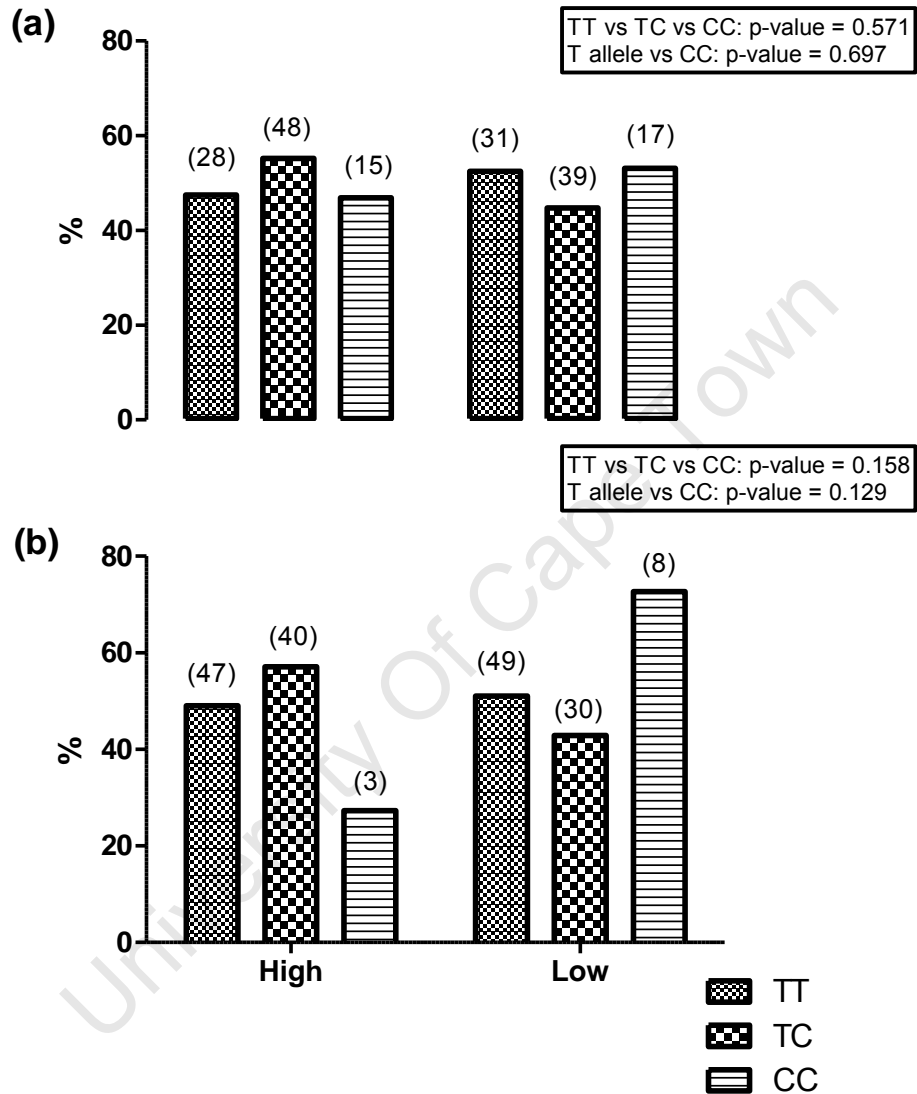 (a)
TT vs TC vs CC: p-value = 0.571
T allele vs CC: p-value = 0.697
80
60
40
20
0
%
(28)
(48)
(15)
(31)
(39)
(17)
TT vs TC vs CC: p-value = 0.158
T allele vs CC: p-value = 0.129
(b)
80
60
40
20
0
%
(47)
(40)
(3)
(49)
(30)
(8)
High
Low
TT
TC
CC
University Of Cape Town